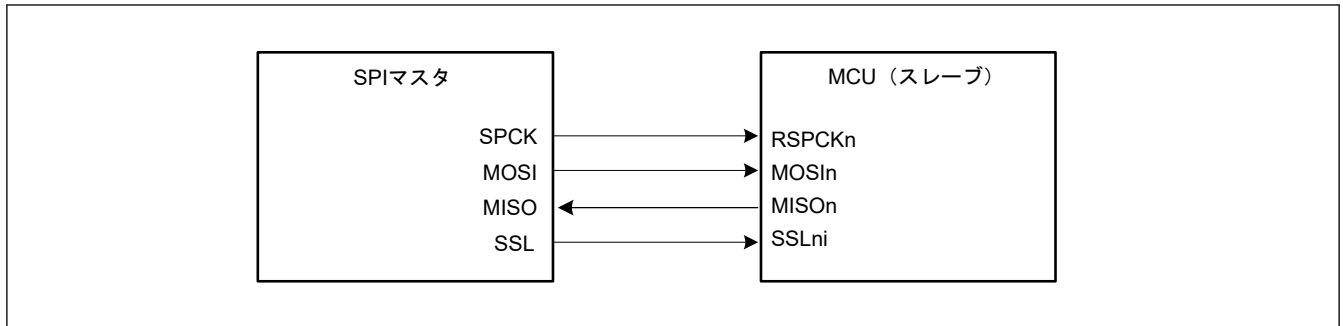 SPIマスタ
MCU（スレーブ）
SPCK
RSPCKn
MOSI
MOSIn
MISO
MISOn
SSL
SSLni